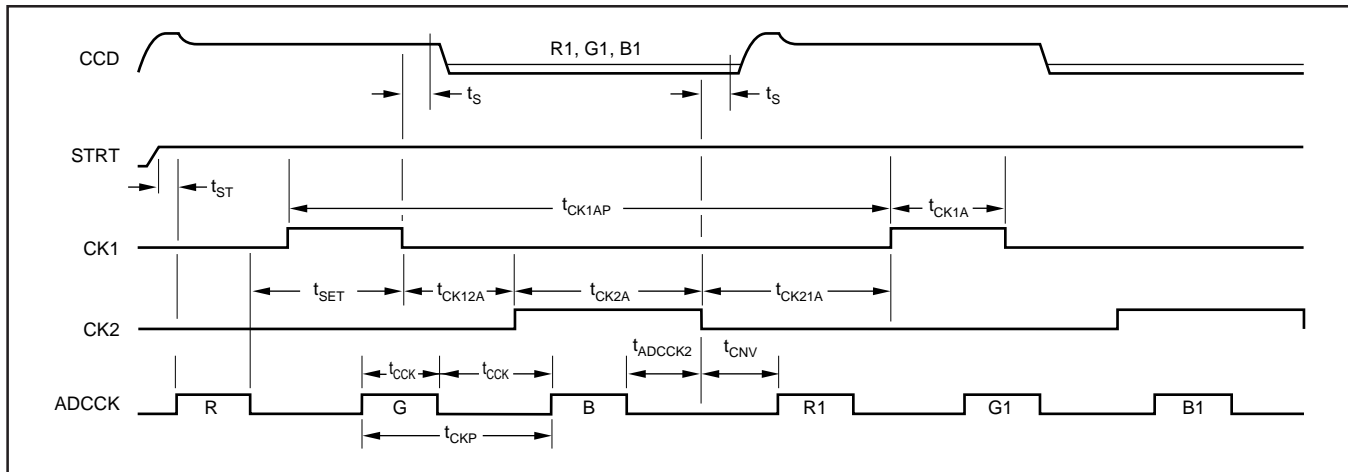 CCD
R1, G1, B1
tS
tS
STRT
tST
tCK1AP
tCK1A
CK1
tSET
tCK12A
tCK2A
tCK21A
CK2
tCCK
tCCK
tADCCK2
tCNV
ADCCK
R
G
B
R1
G1
B1
tCKP